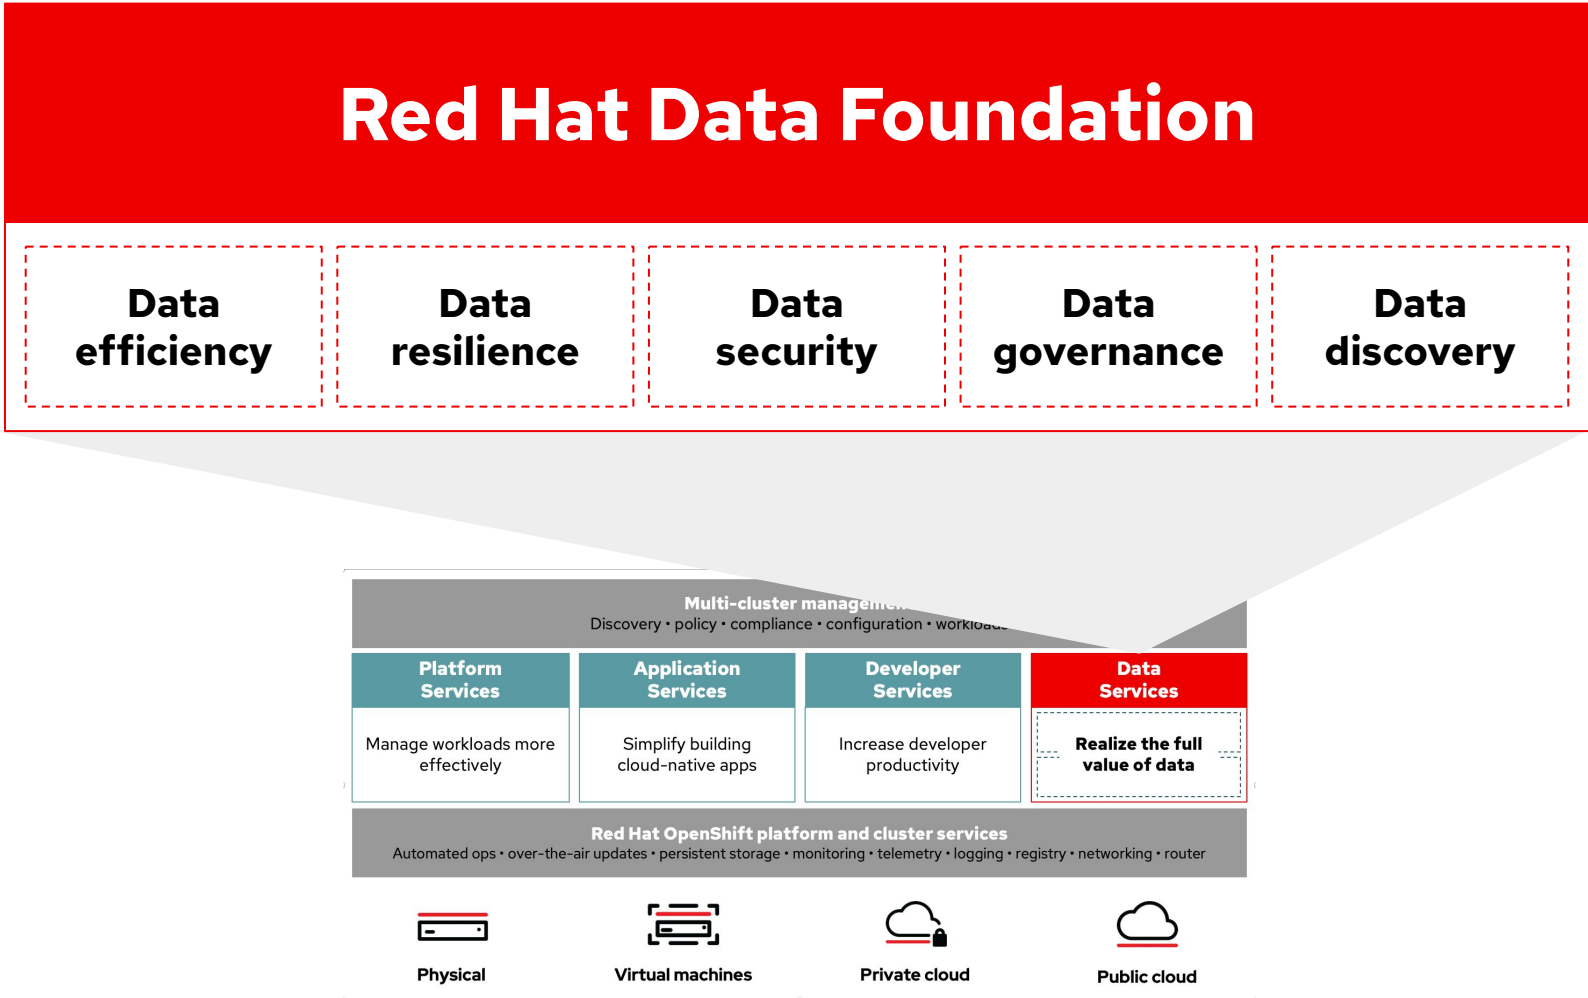 Red Hat Data Foundation
Data
efficiency
Data
resilience
Data
security
Data
governance
Data
discovery
Multi-cluster
Discovery • policy • compliance • configuration •
Platform
Services
Application
Services
Developer
Services
Data
Services
Manage workloads more
effectively
Simplify building
cloud-native apps
Increase developer
productivity
Realize the full
value of data
Red Hat OpenShift platform and cluster services
Automated ops • over-the-air updates • persistent storage • monitoring • telemetry • logging • registry • networking • router
Physical
Virtual machines
Private cloud
Public cloud